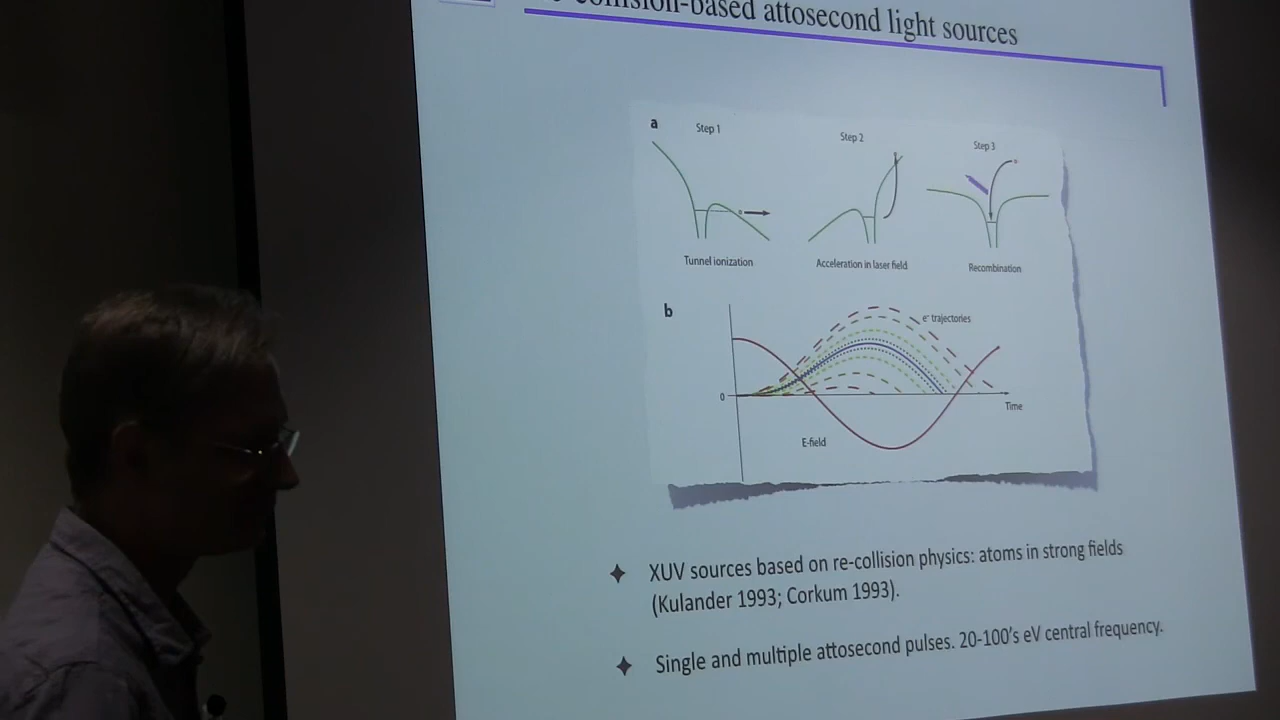 collision-based attosecond light sources
a
Step 1
Step 2
Step 3
Tunnel ionization
Acceleration in laser field
Recombination
b
e⁻ trajectories
0
Time
E-field
XUV sources based on re-collision physics: atoms in strong fields
(Kulander 1993; Corkum 1993).
Single and multiple attosecond pulses. 20-100's eV central frequency.